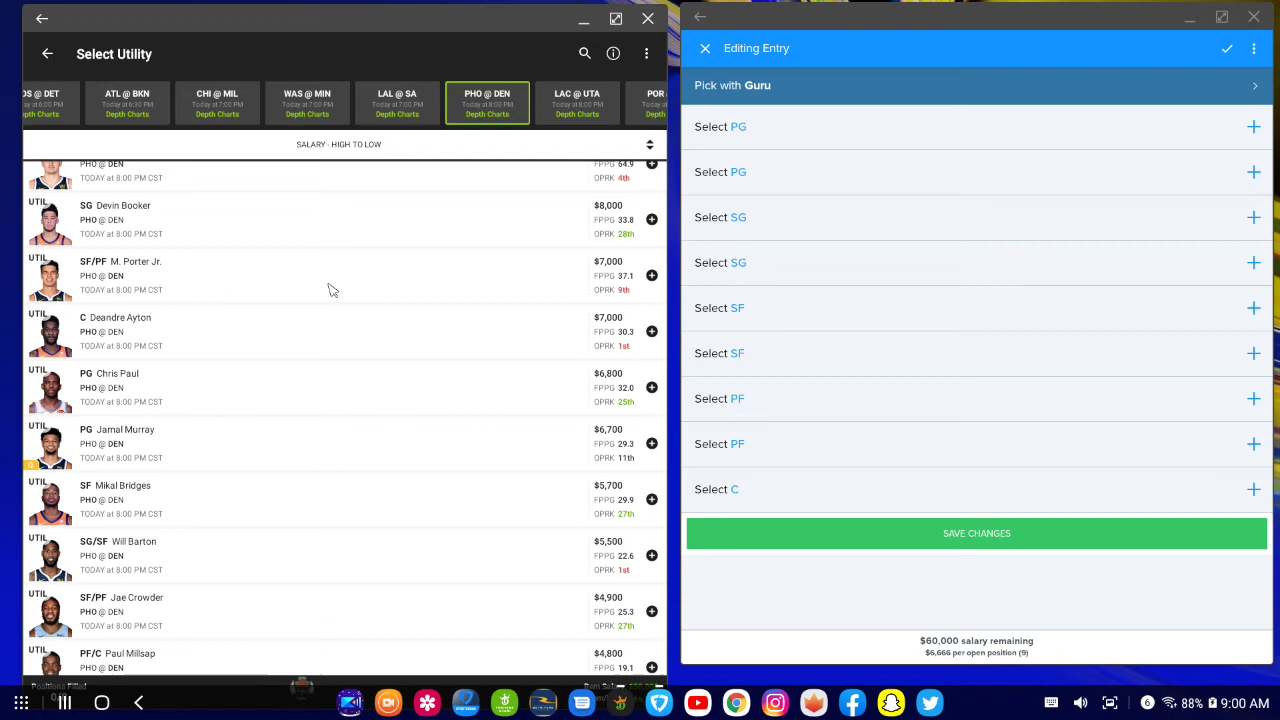 Select Utility
OS @ DET
ay at 6:00 PM
pth Charts
ATL @ BKN
Today at 6:30 PM
Depth Charts
CHI @ MIL
Today at 7:00 PM
Depth Charts
WAS @ MIN
Today at 7:00 PM
Depth Charts
LAL @ SA
Today at 7:00 PM
Depth Charts
PHO @ DEN
Today at 8:00 PM
Depth Charts
LAC @ UTA
Today at 8:00 PM
Depth Charts
POR
Today a
Depth
SALARY - HIGH TO LOW
PHO @ DEN
FPPG 64.9
TODAY at 8:00 PM CST
OPRK 4th
UTIL
SG Devin Booker
$8,000
PHO @ DEN
FPPG 33.8
TODAY at 8:00 PM CST
OPRK 28th
UTIL
SF/PF M. Porter Jr.
$7,000
PHO @ DEN
FPPG 37.1
TODAY at 8:00 PM CST
OPRK 9th
UTIL
C Deandre Ayton
$7,000
PHO @ DEN
FPPG 30.3
TODAY at 8:00 PM CST
OPRK 1st
UTIL
PG Chris Paul
$6,800
PHO @ DEN
FPPG 32.0
TODAY at 8:00 PM CST
OPRK 25th
UTIL
PG Jamal Murray
$6,700
PHO @ DEN
FPPG 29.3
TODAY at 8:00 PM CST
OPRK 11th
Q
UTIL
SF Mikal Bridges
$5,700
PHO @ DEN
FPPG 29.9
TODAY at 8:00 PM CST
OPRK 27th
UTIL
SG/SF Will Barton
$5,500
PHO @ DEN
FPPG 22.6
TODAY at 8:00 PM CST
OPRK 1st
UTIL
SF/PF Jae Crowder
$4,900
PHO @ DEN
FPPG 25.3
TODAY at 8:00 PM CST
OPRK 27th
UTIL
PF/C Paul Millsap
$4,800
PHO @ DEN
FPPG 19.1
Positions Filled
Editing Entry
Pick with Guru
Select PG
Select PG
Select SG
Select SG
Select SF
Select SF
Select PF
Select PF
Select C
SAVE CHANGES
$60,000 salary remaining
$6,666 per open position (9)
6
88%
9:00 AM